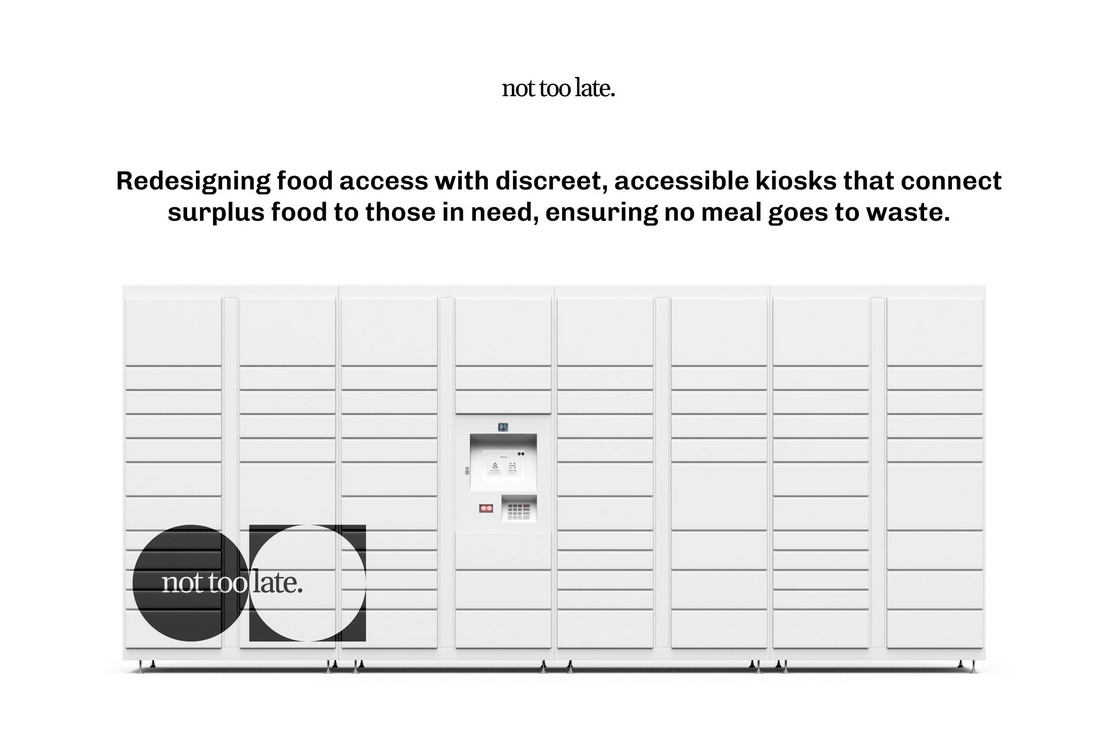 not too late.
Redesigning food access with discreet, accessible kiosks that connect
surplus food to those in need, ensuring no meal goes to waste.
not too late.